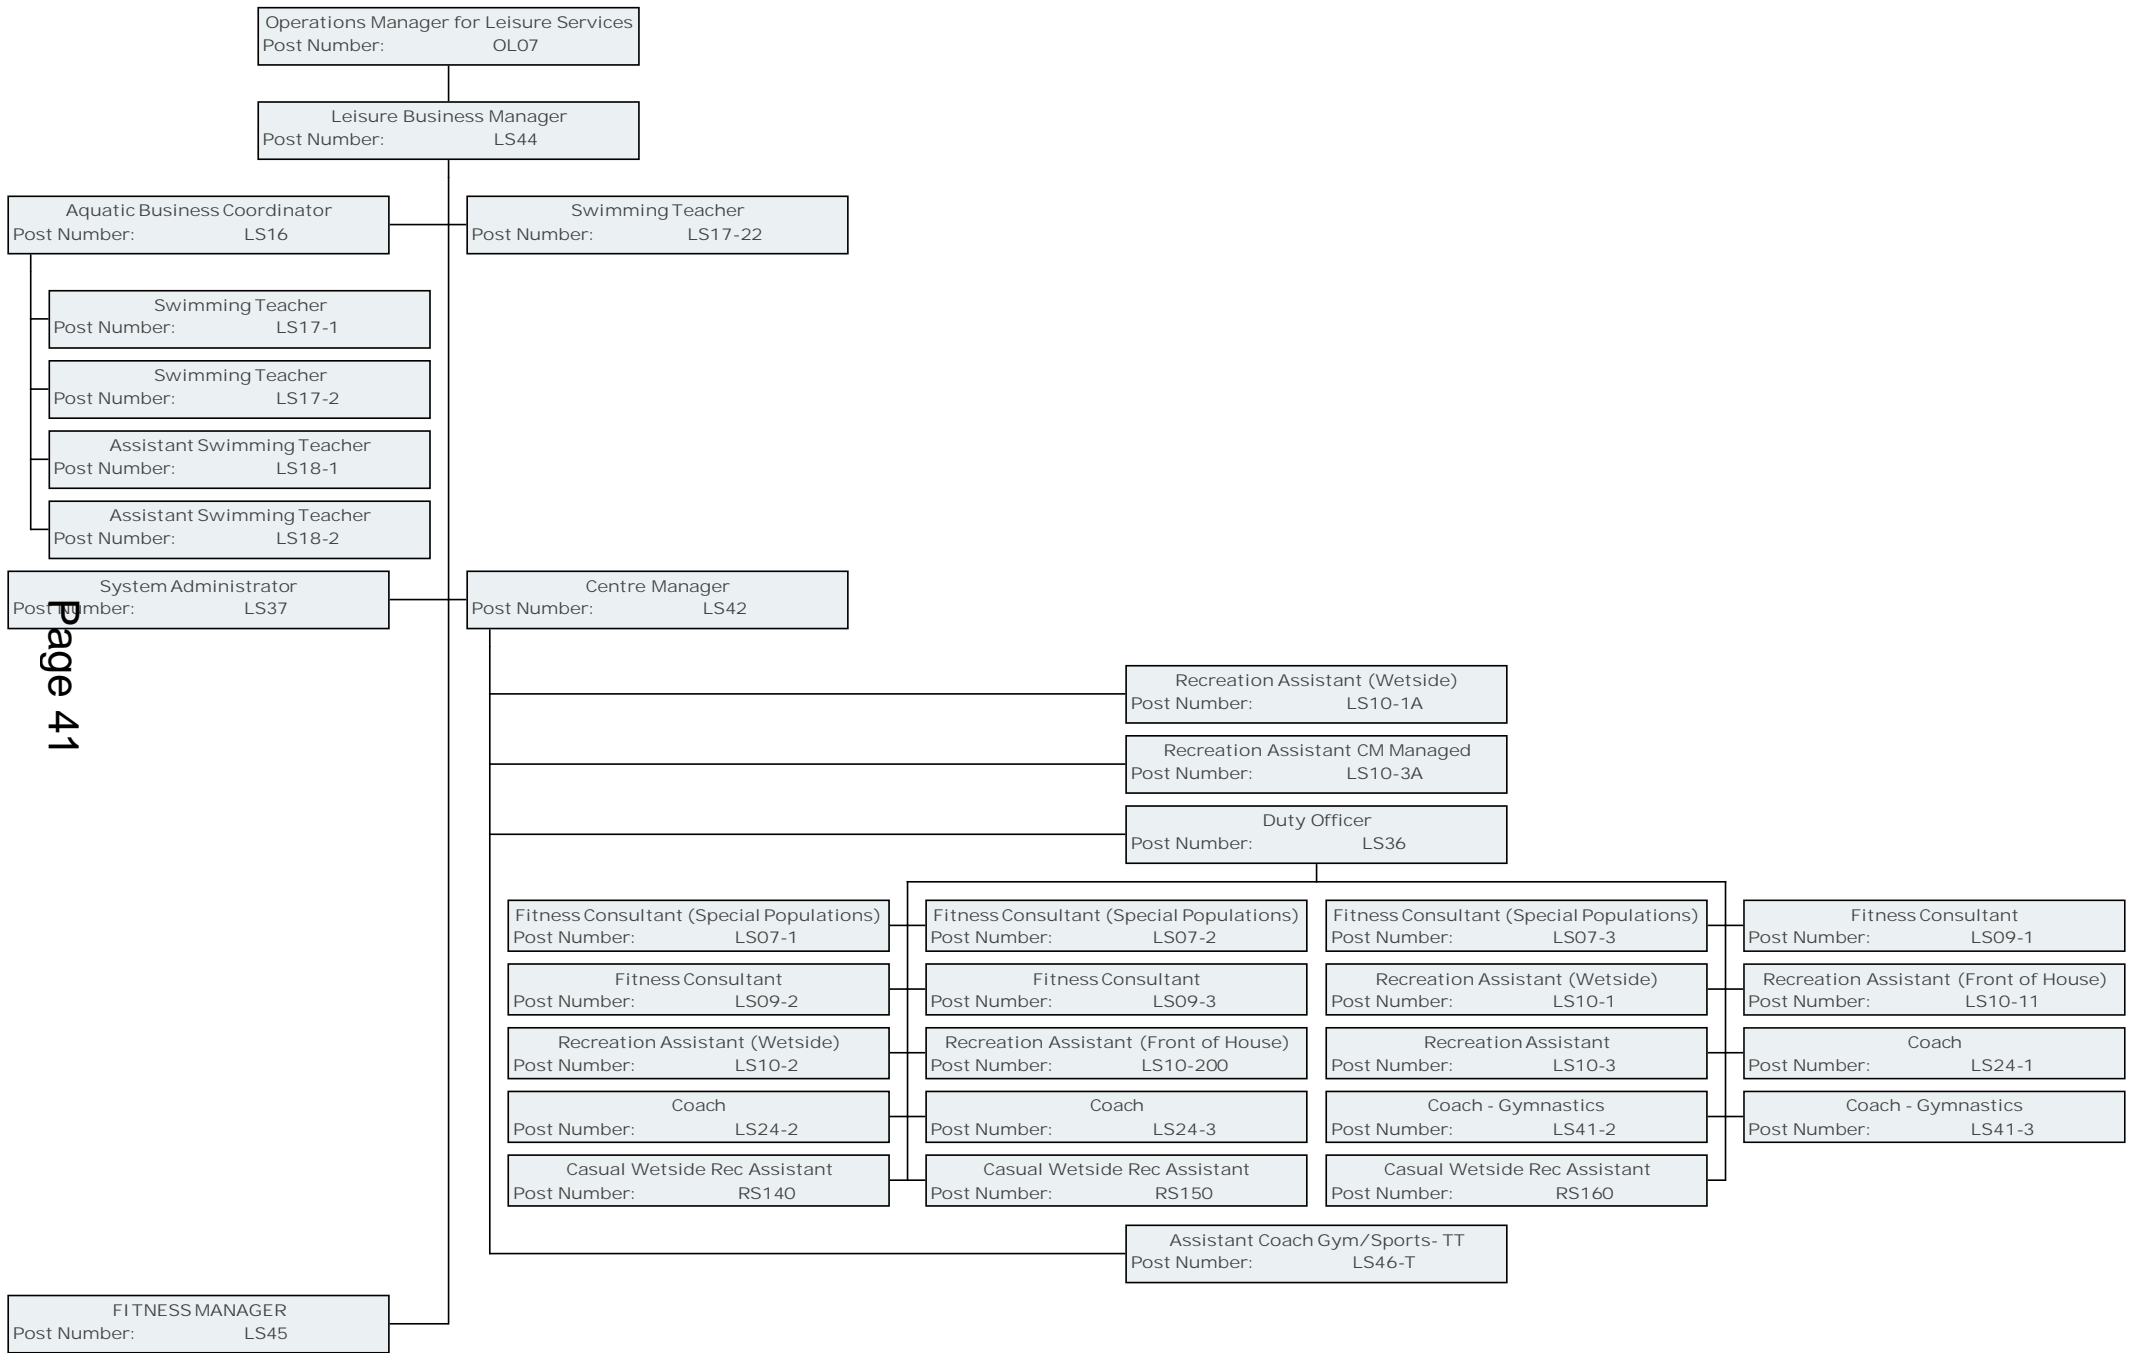 Operations Manager for Leisure Services
Post Number: OL07
Leisure Business Manager
Post Number: LS44
Aquatic Business Coordinator
Post Number: LS16
Swimming Teacher
Post Number: LS17-22
Swimming Teacher
Post Number: LS17-1
Swimming Teacher
Post Number: LS17-2
Assistant Swimming Teacher
Post Number: LS18-1
Assistant Swimming Teacher
Post Number: LS18-2
System Administrator
Post Number: LS37
Centre Manager
Post Number: LS42
Page 41
Recreation Assistant (Wetside)
Post Number: LS10-1A
Recreation Assistant CM Managed
Post Number: LS10-3A
Duty Officer
Post Number: LS36
Fitness Consultant (Special Populations)
Post Number: LS07-1
Fitness Consultant (Special Populations)
Post Number: LS07-2
Fitness Consultant (Special Populations)
Post Number: LS07-3
Fitness Consultant
Post Number: LS09-1
Fitness Consultant
Post Number: LS09-2
Fitness Consultant
Post Number: LS09-3
Recreation Assistant (Wetside)
Post Number: LS10-1
Recreation Assistant (Front of House)
Post Number: LS10-11
Recreation Assistant (Wetside)
Post Number: LS10-2
Recreation Assistant (Front of House)
Post Number: LS10-200
Recreation Assistant
Post Number: LS10-3
Coach
Post Number: LS24-1
Coach
Post Number: LS24-2
Coach
Post Number: LS24-3
Coach - Gymnastics
Post Number: LS41-2
Coach - Gymnastics
Post Number: LS41-3
Casual Wetside Rec Assistant
Post Number: RS140
Casual Wetside Rec Assistant
Post Number: RS150
Casual Wetside Rec Assistant
Post Number: RS160
Assistant Coach Gym/Sports- TT
Post Number: LS46-T
FITNESS MANAGER
Post Number: LS45